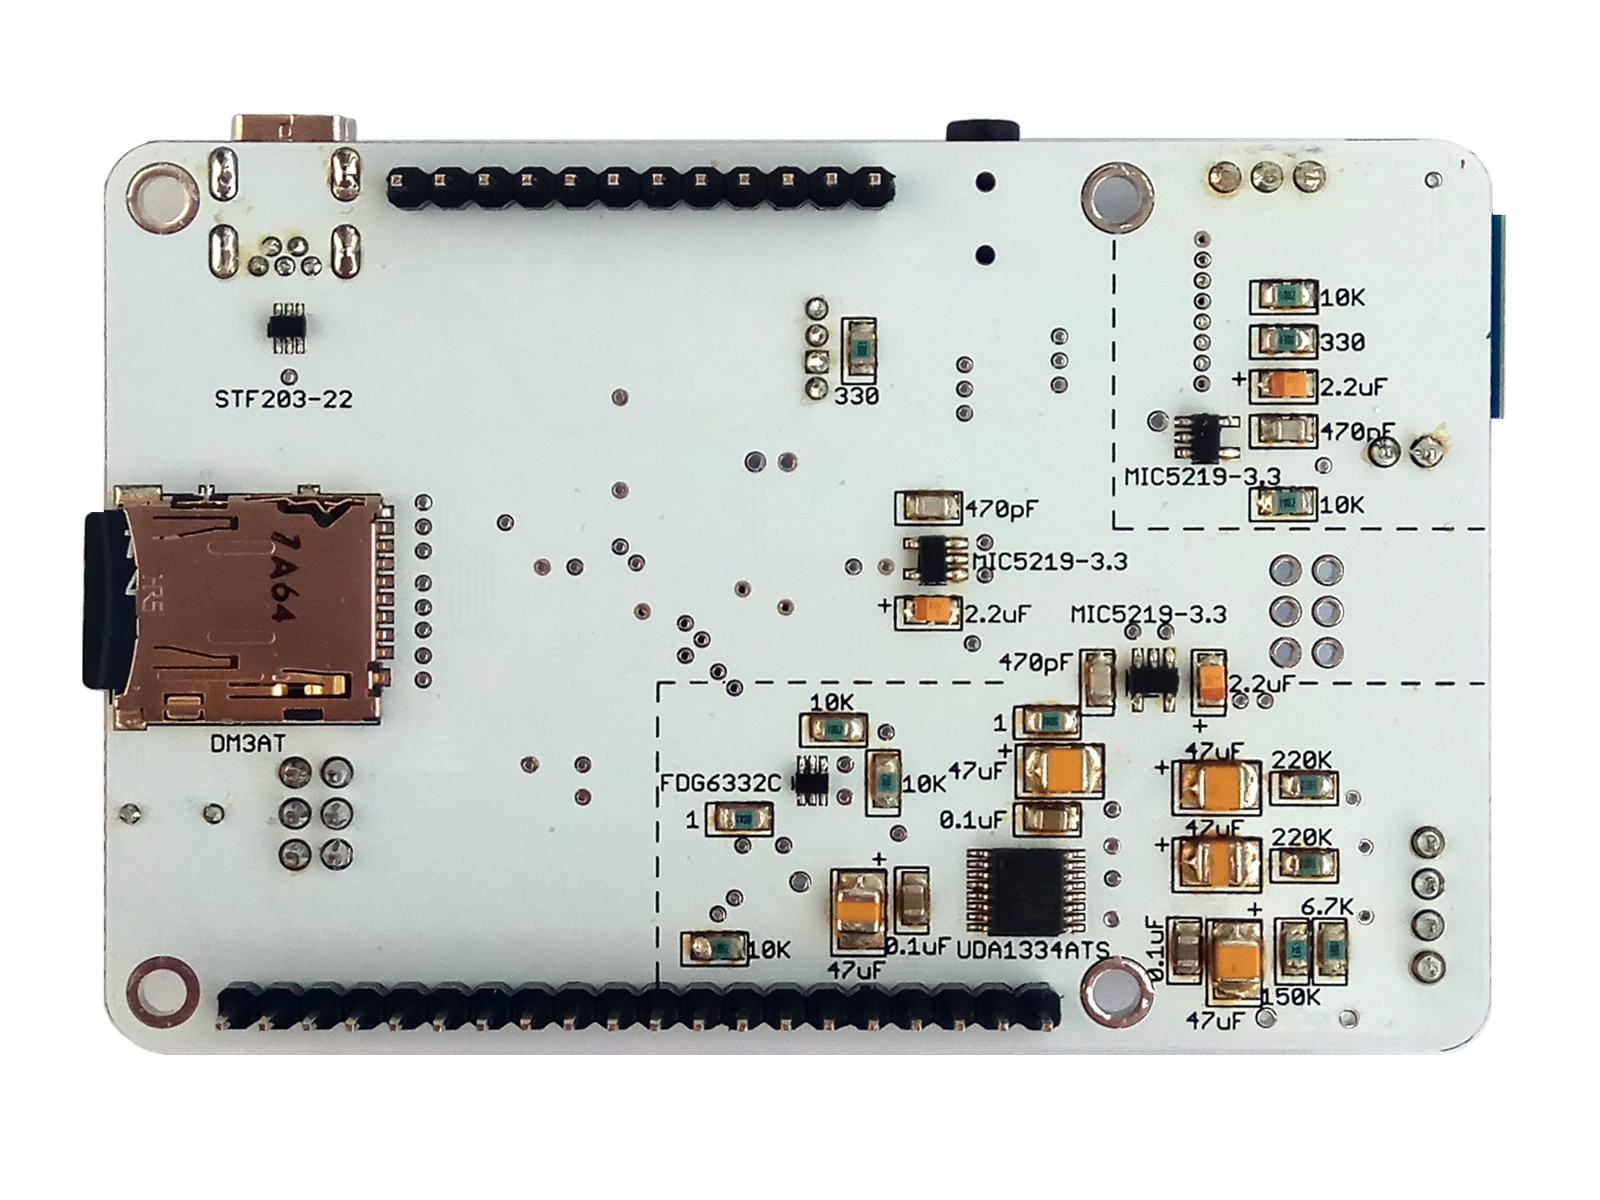 10K
330
2.2uF
470pF
MIC5219-3.3
10K
STF203-22
330
470pF
MIC5219-3.3
2.2uF
MIC5219-3.3
470pF
2.2uF
1A64
HRS
DM3AT
10K
FDG6332C
10K
1
1
47uF
0.1uF
47uF
220K
47uF
220K
10K
47uF
0.1uF
UDA1334ATS
0.1uF
47uF
150K
6.7K